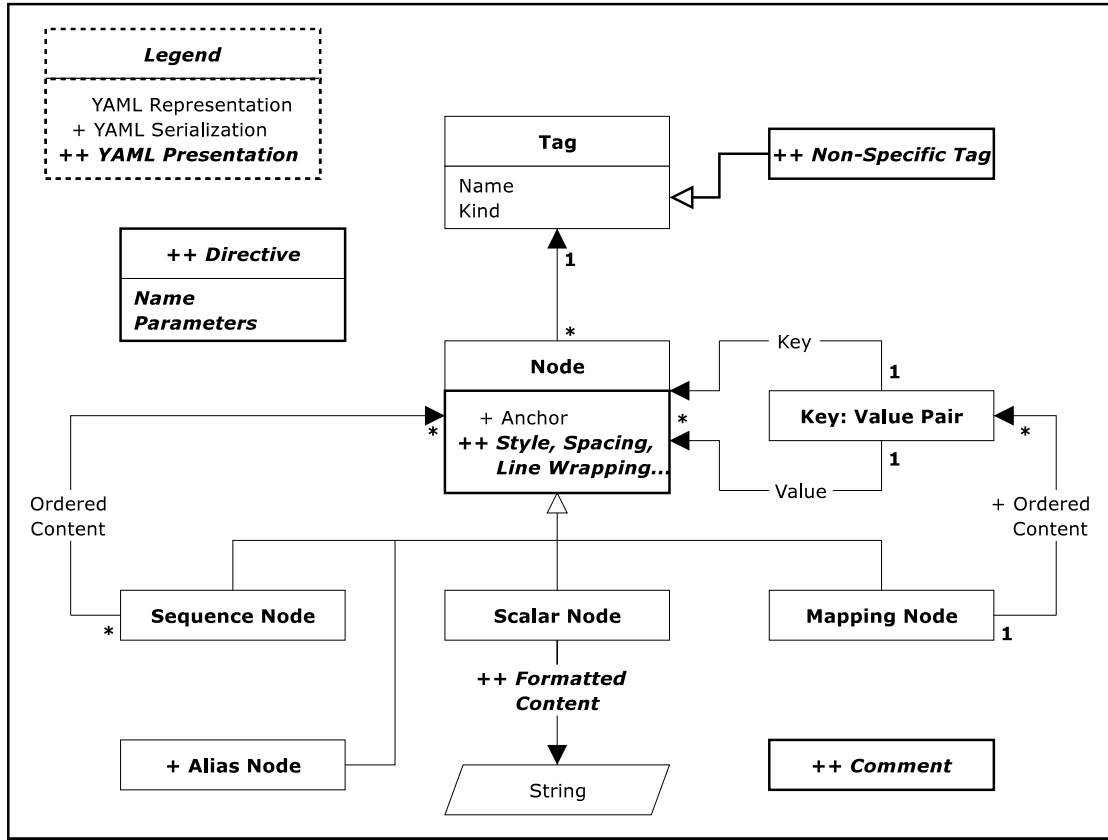 Legend
YAML Representation
+ YAML Serialization
++ YAML Presentation
Tag
Name
Kind
++ Non-Specific Tag
++ Directive
Name
Parameters
1
*
Node
+ Anchor
++ Style, Spacing,
Line Wrapping...
*
*
Key
1
Key: Value Pair
1
Value
*
Ordered
Content
+ Ordered
Content
Sequence Node
*
Scalar Node
Mapping Node
1
++ Formatted
Content
+ Alias Node
String
++ Comment